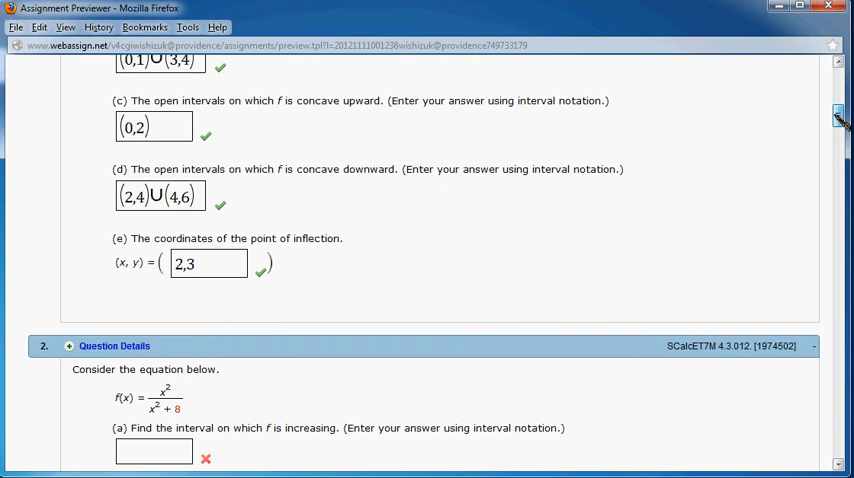 Assignment Previewer - Mozilla Firefox
File Edit View History Bookmarks Tools Help
www.webassign.net/v4cgiwishizuk@providence/assignments/preview.tpl?l=20121111001238wishizuk@providence749733179
(0,1)∪(3,4)
(c) The open intervals on which f is concave upward. (Enter your answer using interval notation.)
(0,2)
(d) The open intervals on which f is concave downward. (Enter your answer using interval notation.)
(2,4)∪(4,6)
(e) The coordinates of the point of inflection.
(x, y) = ( 2,3 )
2. Question Details SCalcET7M 4.3.012. [1974502] -
Consider the equation below.
f(x) = x² / x² + 8
(a) Find the interval on which f is increasing. (Enter your answer using interval notation.)